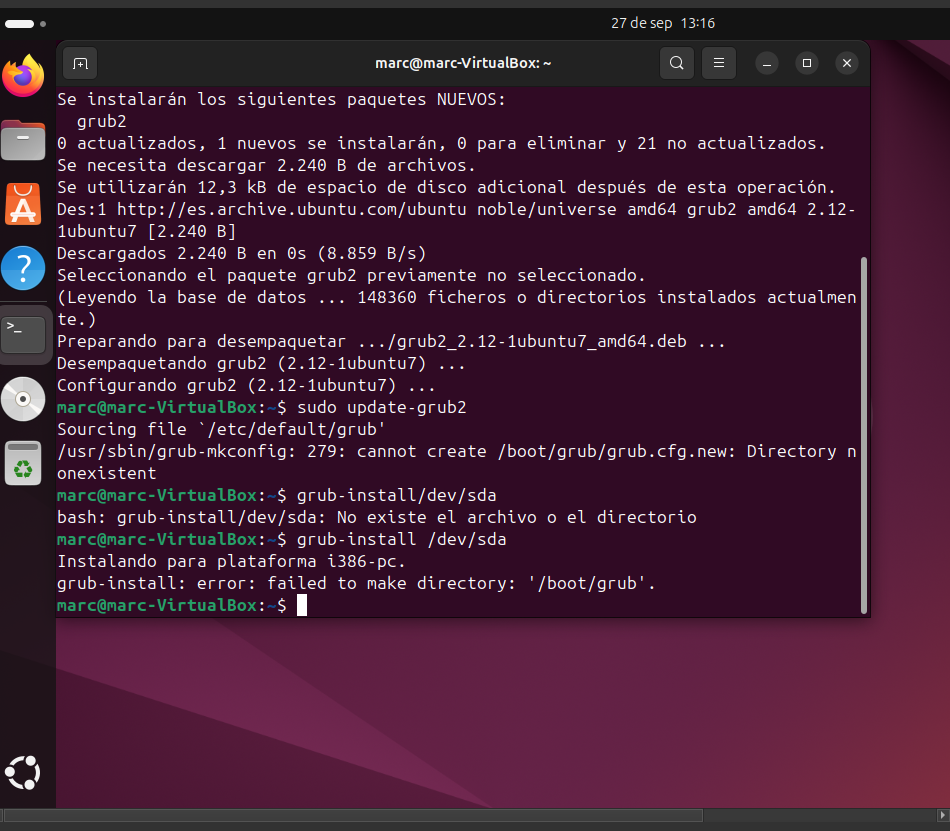 27 de sep 13:16
marc@marc-VirtualBox: ~
Se instalarán los siguientes paquetes NUEVOS:
grub2
0 actualizados, 1 nuevos se instalarán, 0 para eliminar y 21 no actualizados.
Se necesita descargar 2.240 B de archivos.
Se utilizarán 12,3 kB de espacio de disco adicional después de esta operación.
Des:1 http://es.archive.ubuntu.com/ubuntu noble/universe amd64 grub2 amd64 2.12-
1ubuntu7 [2.240 B]
Descargados 2.240 B en 0s (8.859 B/s)
Seleccionando el paquete grub2 previamente no seleccionado.
(Leyendo la base de datos ... 148360 ficheros o directorios instalados actualmen
te.)
Preparando para desempaquetar .../grub2_2.12-1ubuntu7_amd64.deb ...
Desempaquetando grub2 (2.12-1ubuntu7) ...
Configurando grub2 (2.12-1ubuntu7) ...
marc@marc-VirtualBox:~$ sudo update-grub2
Sourcing file `/etc/default/grub'
/usr/sbin/grub-mkconfig: 279: cannot create /boot/grub/grub.cfg.new: Directory n
onexistent
marc@marc-VirtualBox:~$ grub-install/dev/sda
bash: grub-install/dev/sda: No existe el archivo o el directorio
marc@marc-VirtualBox:~$ grub-install /dev/sda
Instalando para plataforma i386-pc.
grub-install: error: failed to make directory: '/boot/grub'.
marc@marc-VirtualBox:~$